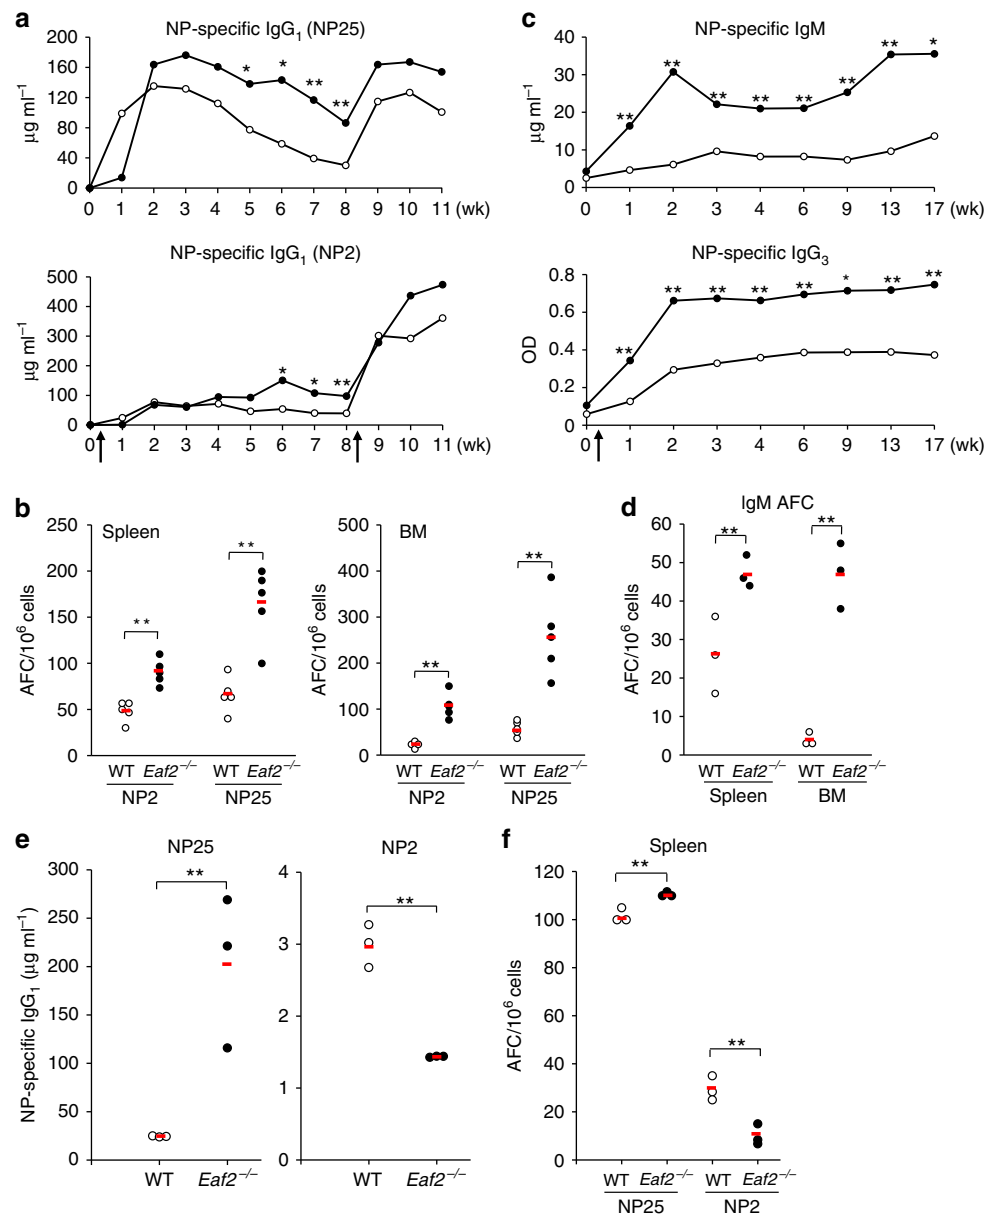 a
NP-specific IgG1 (NP25)
µg ml–1
200
160
120
80
40
0
* * ** **
0 1 2 3 4 5 6 7 8 9 10 11 (wk)
NP-specific IgG1 (NP2)
µg ml–1
500
400
300
200
100
0
* * **
0 1 2 3 4 5 6 7 8 9 10 11 (wk)
c
NP-specific IgM
µg ml–1
40
30
20
10
0
** ** ** ** ** ** ** *
0 1 2 3 4 6 9 13 17 (wk)
NP-specific IgG3
OD
0.8
0.6
0.4
0.2
0
** ** ** ** ** * ** **
0 1 2 3 4 6 9 13 17 (wk)
b
Spleen
AFC/10^6 cells
250
200
150
100
50
0
** **
WT Eaf2–/– WT Eaf2–/–
NP2 NP25
BM
AFC/10^6 cells
500
400
300
200
100
0
** **
WT Eaf2–/– WT Eaf2–/–
NP2 NP25
d
IgM AFC
AFC/10^6 cells
60
50
40
30
20
10
0
** **
WT Eaf2–/– WT Eaf2–/–
Spleen BM
e
NP25
NP-specific IgG1 (µg ml–1)
300
250
200
150
100
50
0
**
WT Eaf2–/–
NP2
4
3
2
1
0
**
WT Eaf2–/–
f
Spleen
AFC/10^6 cells
120
100
80
60
40
20
0
** **
WT Eaf2–/– WT Eaf2–/–
NP25 NP2